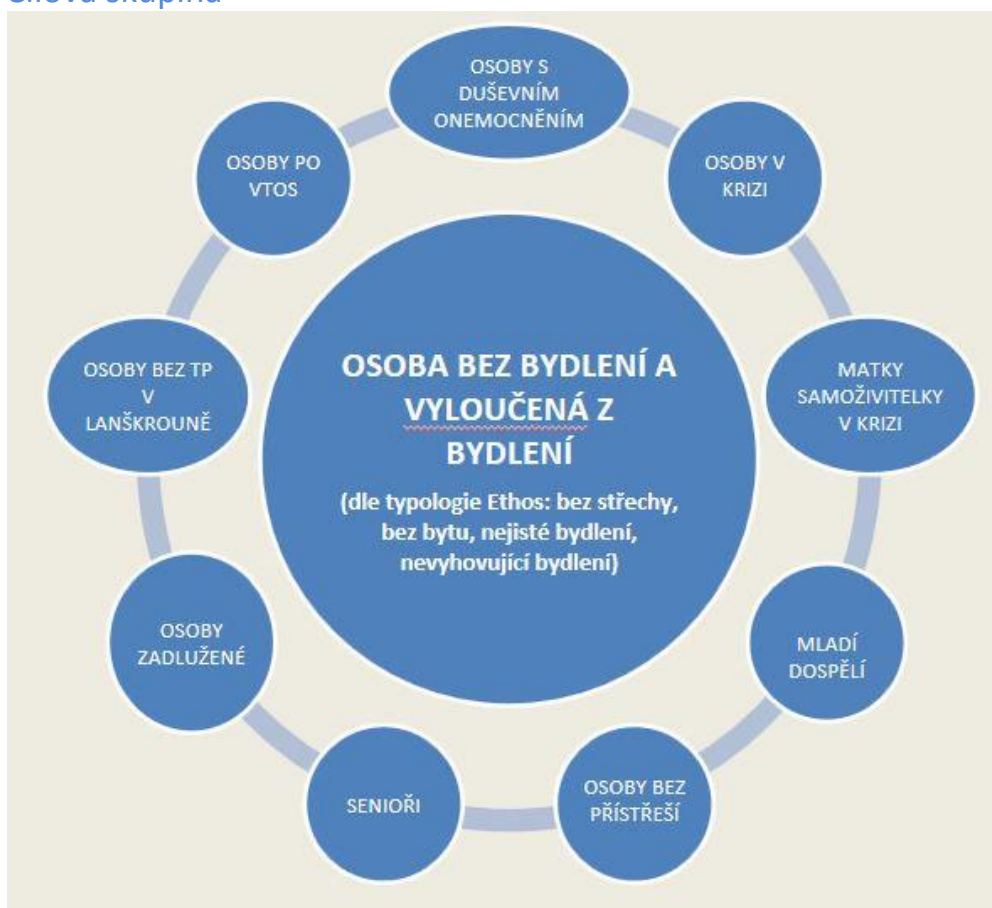 OSOBY S
DUŠEVNÍM
ONEMOCNĚNÍM
OSOBY V
KRIZI
MATKY
SAMOŽIVITELKY
V KRIZI
MLADÍ
DOSPĚLÍ
OSOBY BEZ
PŘÍSTŘEŠÍ
SENIOŘI
OSOBY
ZADLUŽENÉ
OSOBY BEZ TP
V
LANŠKROUNĚ
OSOBY PO
VTOS
OSOBA BEZ BYDLENÍ A
VYLOUČENÁ Z
BYDLENÍ
(dle typologie Ethos: bez střechy,
bez bytu, nejisté bydlení,
nevyhovující bydlení)